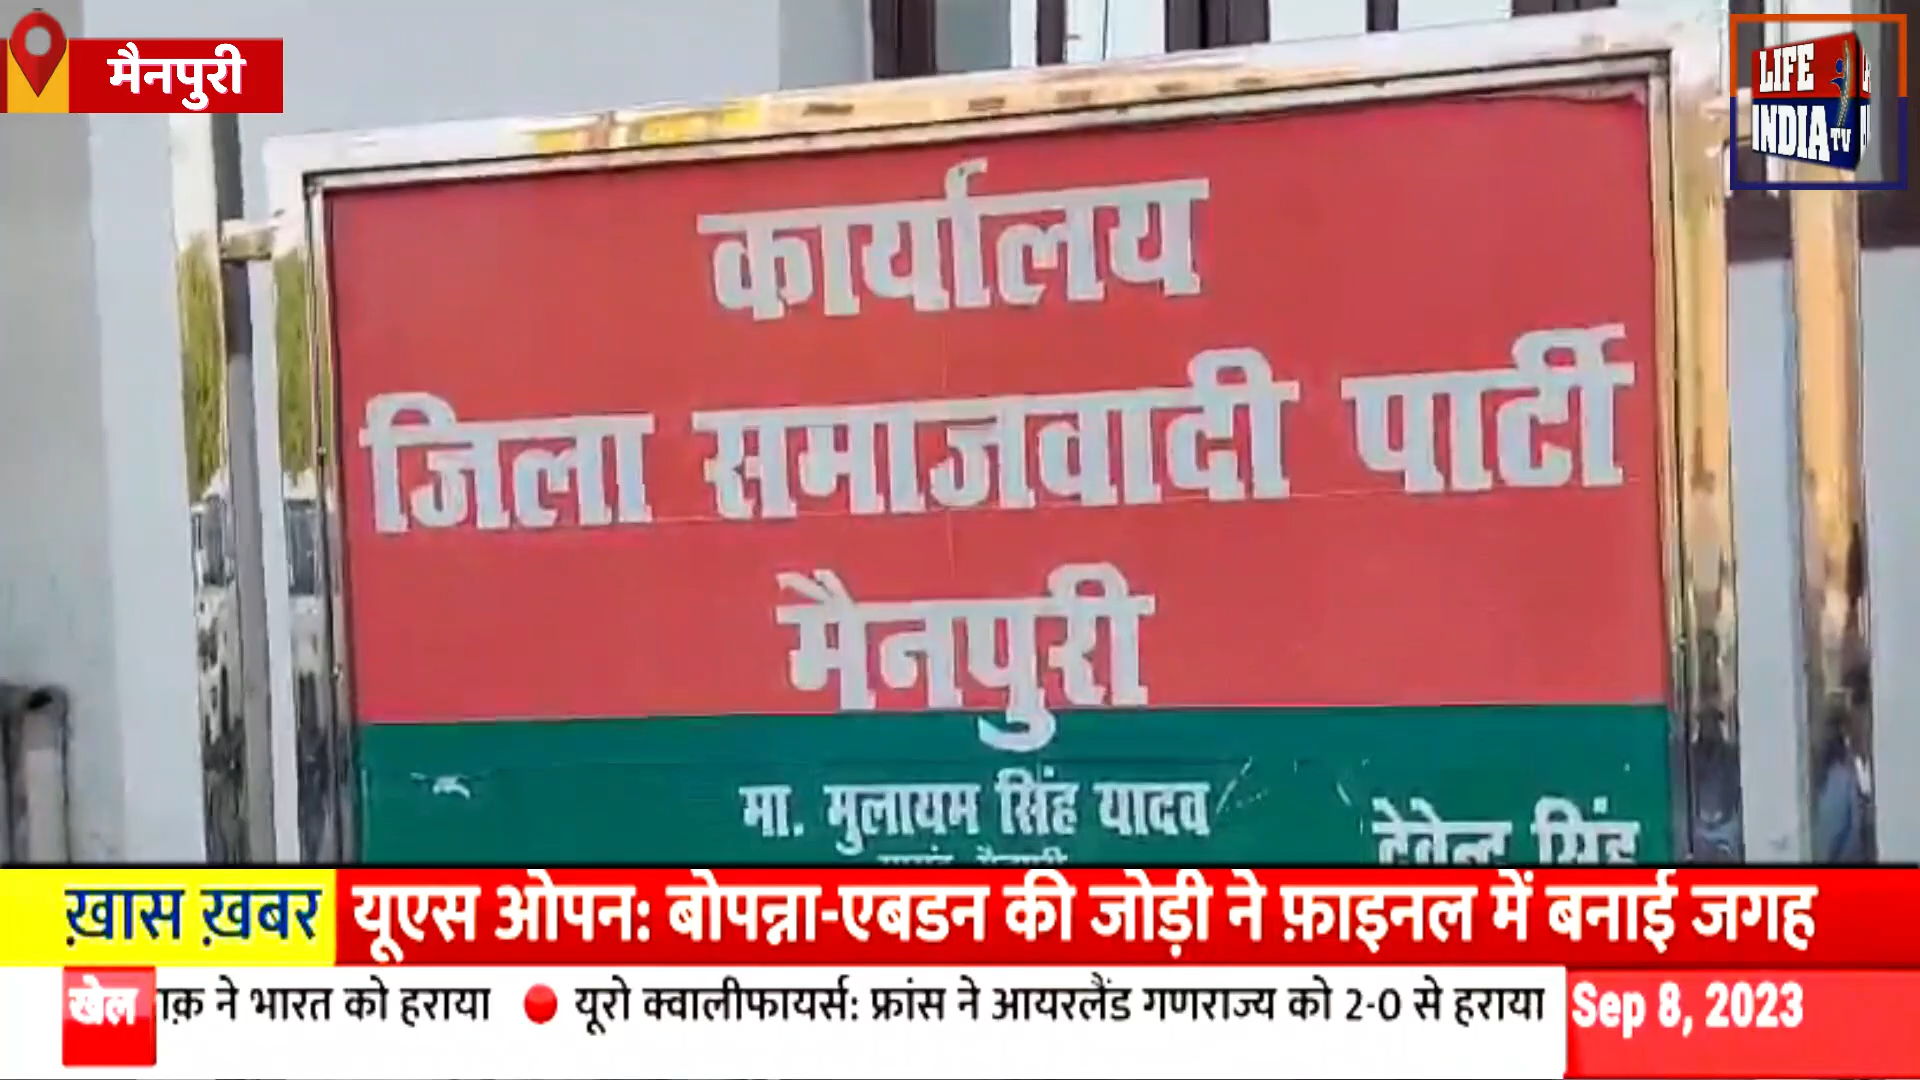 मैनपुरी
LIFE
INDIA TV
कार्यालय
जिला समाजवादी पार्टी
मैनपुरी
मा. मुलायम सिंह यादव
देवेन्द्र सिंह
ख़ास ख़बर
यूएस ओपन: बोपन्ना-एबडन की जोड़ी ने फ़ाइनल में बनाई जगह
खेल
ने भारत को हराया
यूरो क्वालीफायर्स: फ्रांस ने आयरलैंड गणराज्य को 2-0 से हराया
Sep 8, 2023